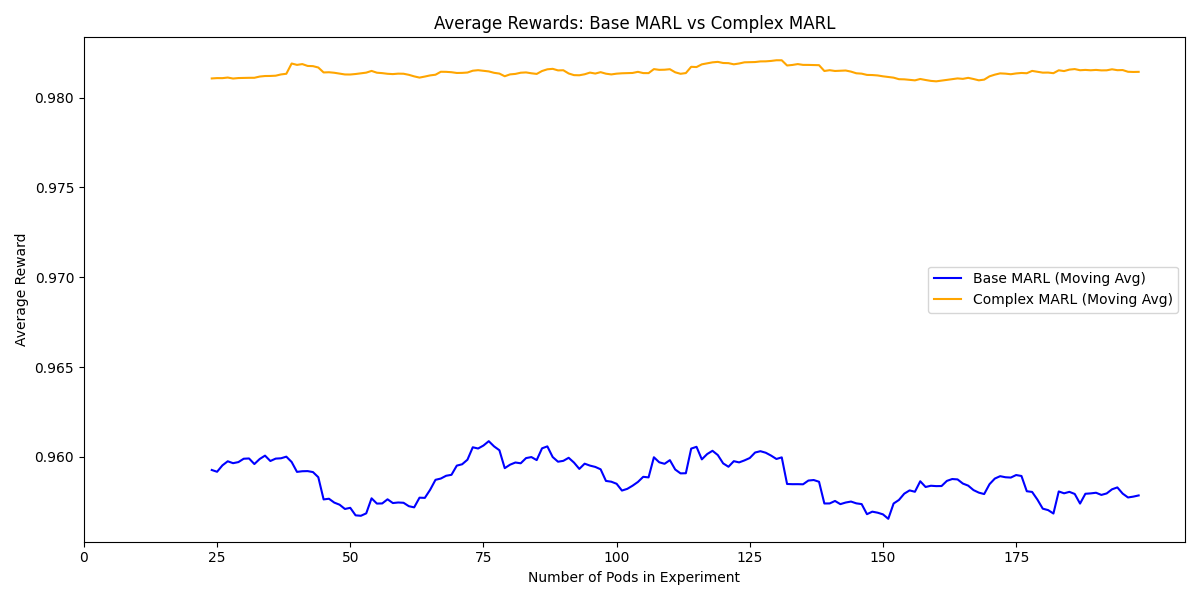 Average Rewards: Base MARL vs Complex MARL
Average Reward
0.980
0.975
0.970
0.965
0.960
Base MARL (Moving Avg)
Complex MARL (Moving Avg)
0 25 50 75 100 125 150 175
Number of Pods in Experiment